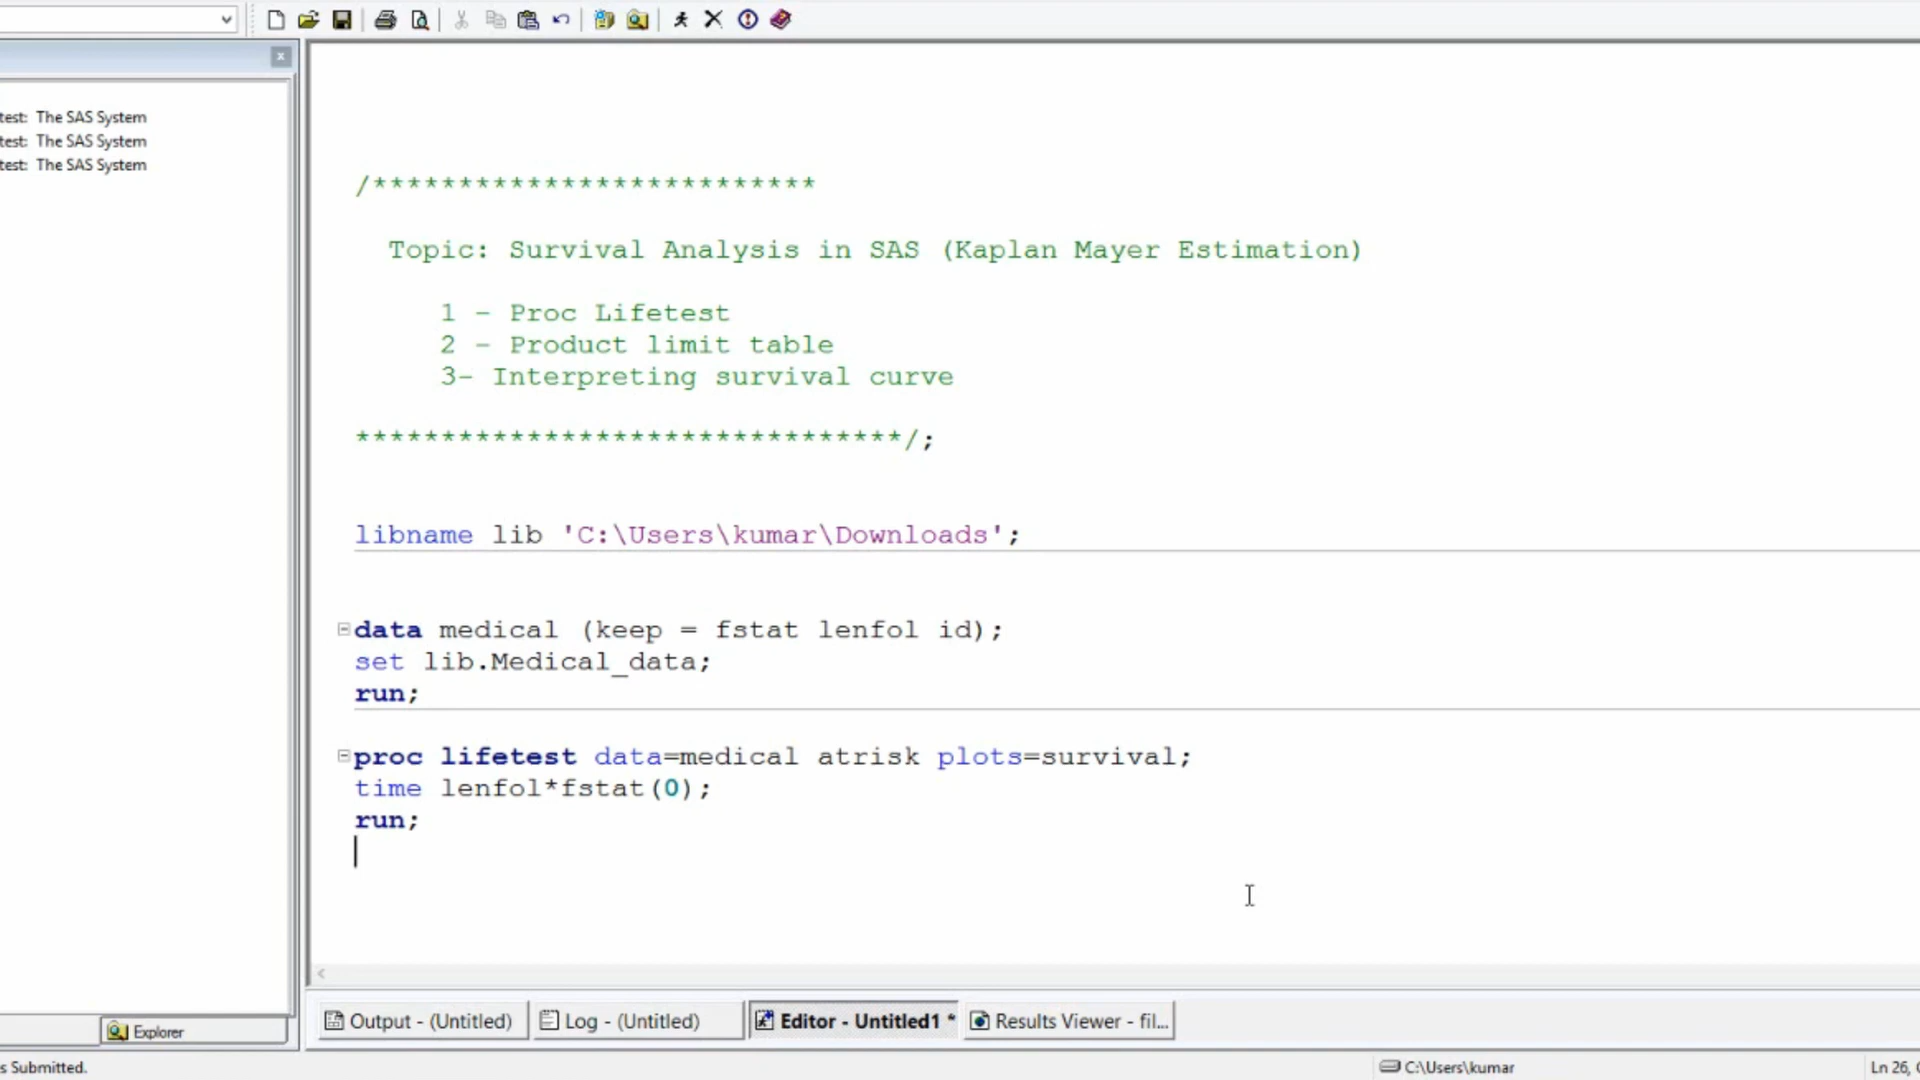 test: The SAS System
test: The SAS System
test: The SAS System
/**************************
Topic: Survival Analysis in SAS (Kaplan Mayer Estimation)
1 - Proc Lifetest
2 - Product limit table
3- Interpreting survival curve
********************************/;
libname lib 'C:\Users\kumar\Downloads';
data medical (keep = fstat lenfol id);
set lib.Medical_data;
run;
proc lifetest data=medical atrisk plots=survival;
time lenfol*fstat(0);
run;
Explorer
Output - (Untitled)
Log - (Untitled)
Editor - Untitled1 *
Results Viewer - fil...
s Submitted.
C:\Users\kumar
Ln 26,